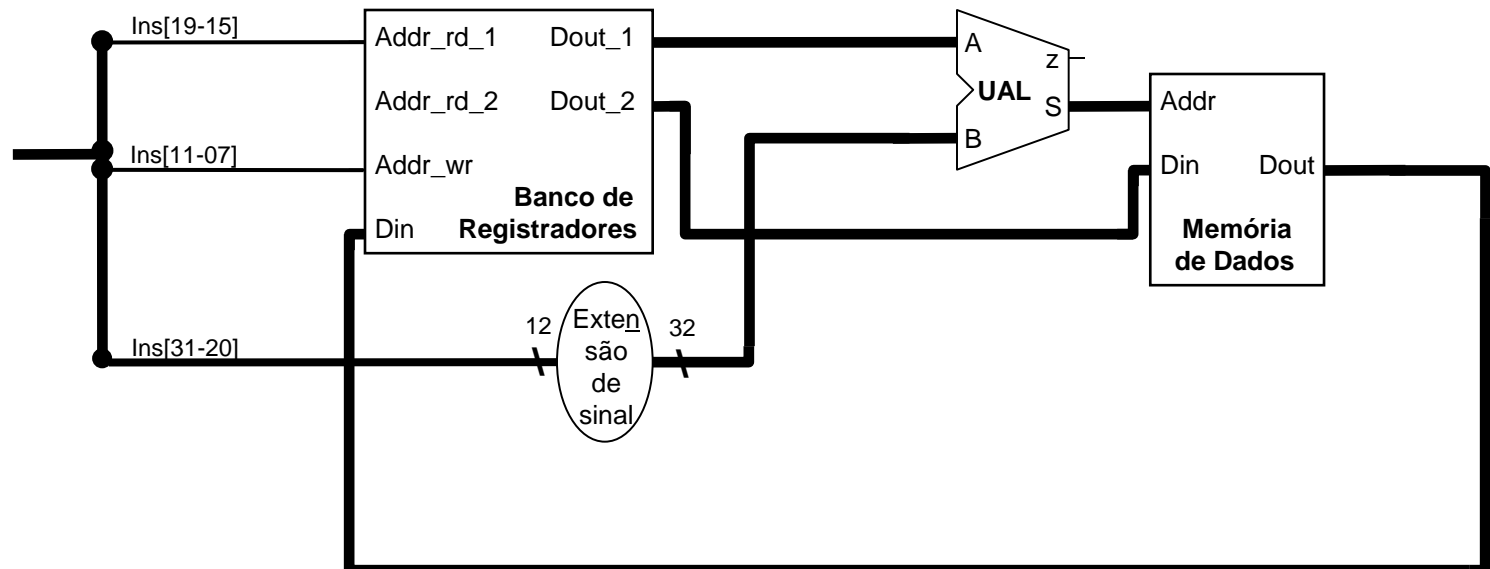 Ins[19-15]
Addr_rd_1
Dout_1
A
z
Addr_rd_2
Dout_2
UAL
S
Addr
B
Ins[11-07]
Addr_wr
Din
Dout
Banco de
Registradores
Din
Memória
de Dados
Ins[31-20]
12
Exten
são
de
sinal
32